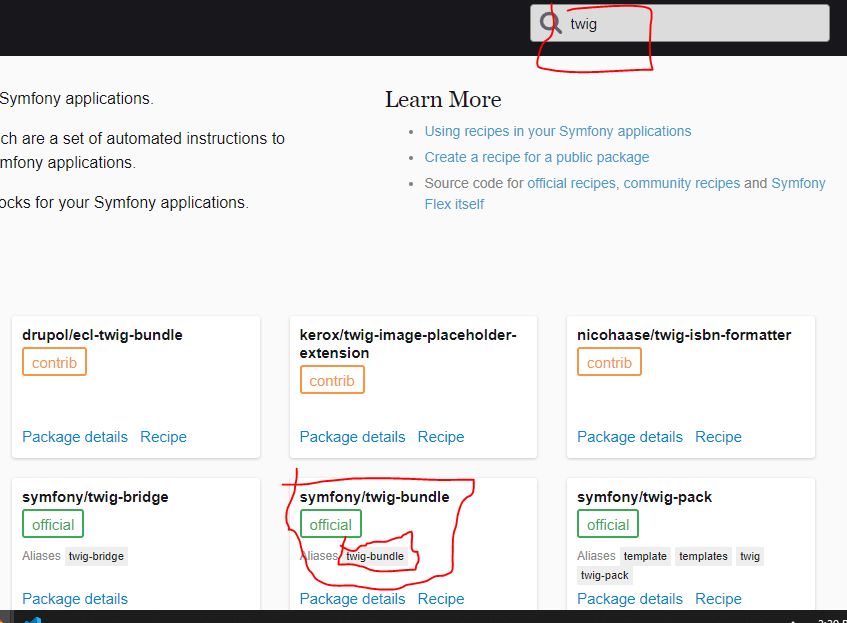 twig
Symfony applications.
ch are a set of automated instructions to
mfony applications.
ocks for your Symfony applications.
Learn More
Using recipes in your Symfony applications
Create a recipe for a public package
Source code for official recipes, community recipes and Symfony
Flex itself
drupol/ecl-twig-bundle
contrib
Package details Recipe
kerox/twig-image-placeholder-
extension
contrib
Package details Recipe
nicohaase/twig-isbn-formatter
contrib
Package details Recipe
symfony/twig-bridge
official
Aliases twig-bridge
Package details
symfony/twig-bundle
official
Aliases twig-bundle
Package details Recipe
symfony/twig-pack
official
Aliases template templates twig
twig-pack
Package details Recipe